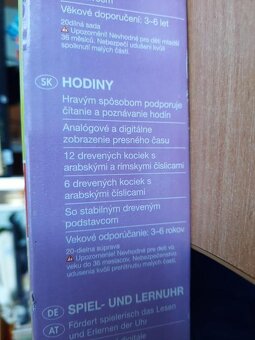 Věkové doporučení: 3–6 let
20dílná sada
Upozornění! Nevhodné pro děti mladší
36 měsíců. Nebezpečí udušení kvůli
spolknutí malých částí.
SK HODINY
Hravým spôsobom podporuje
čítanie a poznávanie hodín
Analógové a digitálne
zobrazenie presného času
12 drevených kociek s
arabskými a rímskymi číslicami
6 drevených kociek s
arabskými číslicami
So stabilným dreveným
podstavcom
Vekové odporúčanie: 3–6 rokov
20-dielna súprava
Upozornenie! Nevhodné pre deti vo
veku do 36 mesiacov. Nebezpečenstvo
udusenia kvôli prehltnutiu malých častí.
DE SPIEL- UND LERNUHR
AT Fördert spielerisch das Lesen
und Erlernen der Uhr